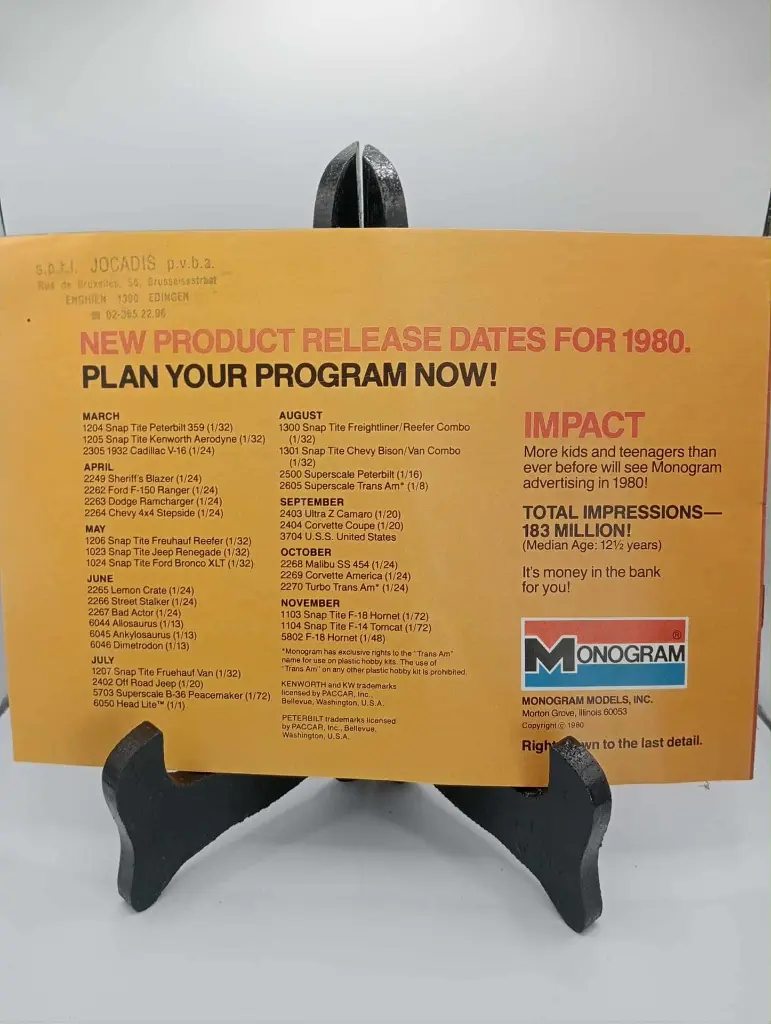 s.p.r.l. JOCADIS p.v.b.a.
Rue de Bruxelles, 56, Brusselsestraat
ENGHIEN 1390 EDINGEN
☎ 02-395.22.96
NEW PRODUCT RELEASE DATES FOR 1980.
PLAN YOUR PROGRAM NOW!
MARCH
1204 Snap Tite Peterbilt 359 (1/32)
1205 Snap Tite Kenworth Aerodyne (1/32)
2305 1932 Cadillac V-16 (1/24)
APRIL
2249 Sheriff's Blazer (1/24)
2262 Ford F-150 Ranger (1/24)
2263 Dodge Ramcharger (1/24)
2264 Chevy 4x4 Stepside (1/24)
MAY
1206 Snap Tite Freuhauf Reefer (1/32)
1023 Snap Tite Jeep Renegade (1/32)
1024 Snap Tite Ford Bronco XLT (1/32)
JUNE
2265 Lemon Crate (1/24)
2266 Street Stalker (1/24)
2267 Bad Actor (1/24)
6044 Allosaurus (1/13)
6045 Ankylosaurus (1/13)
6046 Dimetrodon (1/13)
JULY
1207 Snap Tite Fruehauf Van (1/32)
2402 Off Road Jeep (1/20)
5703 Superscale B-36 Peacemaker (1/72)
6050 Head Lite™ (1/1)
AUGUST
1300 Snap Tite Freightliner/Reefer Combo
(1/32)
1301 Snap Tite Chevy Bison/Van Combo
(1/32)
2500 Superscale Peterbilt (1/16)
2605 Superscale Trans Am* (1/8)
SEPTEMBER
2403 Ultra Z Camaro (1/20)
2404 Corvette Coupe (1/20)
3704 U.S.S. United States
OCTOBER
2268 Malibu SS 454 (1/24)
2269 Corvette America (1/24)
2270 Turbo Trans Am* (1/24)
NOVEMBER
1103 Snap Tite F-18 Hornet (1/72)
1104 Snap Tite F-14 Tomcat (1/72)
5802 F-18 Hornet (1/48)
*Monogram has exclusive rights to the "Trans Am"
name for use on plastic hobby kits. The use of
"Trans Am" on any other plastic hobby kit is prohibited.
KENWORTH and KW trademarks
licensed by PACCAR, Inc.,
Bellevue, Washington, U.S.A.
PETERBILT trademarks licensed
by PACCAR, Inc., Bellevue,
Washington, U.S.A.
IMPACT
More kids and teenagers than
ever before will see Monogram
advertising in 1980!
TOTAL IMPRESSIONS—
183 MILLION!
(Median Age: 12½ years)
It's money in the bank
for you!
MONOGRAM®
MONOGRAM MODELS, INC.
Morton Grove, Illinois 60053
Copyright © 1980
Right down to the last detail.